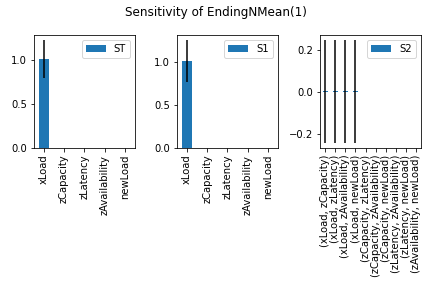 Sensitivity of EndingNMean(1)
ST
1.0
0.5
0.0
xLoad
zCapacity
zLatency
zAvailability
newLoad
S1
1.0
0.5
0.0
xLoad
zCapacity
zLatency
zAvailability
newLoad
S2
0.2
0.0
−0.2
(xLoad, zCapacity)
(xLoad, zLatency)
(xLoad, zAvailability)
(xLoad, newLoad)
(zCapacity, zLatency)
(zCapacity, zAvailability)
(zCapacity, newLoad)
(zLatency, zAvailability)
(zLatency, newLoad)
(zAvailability, newLoad)